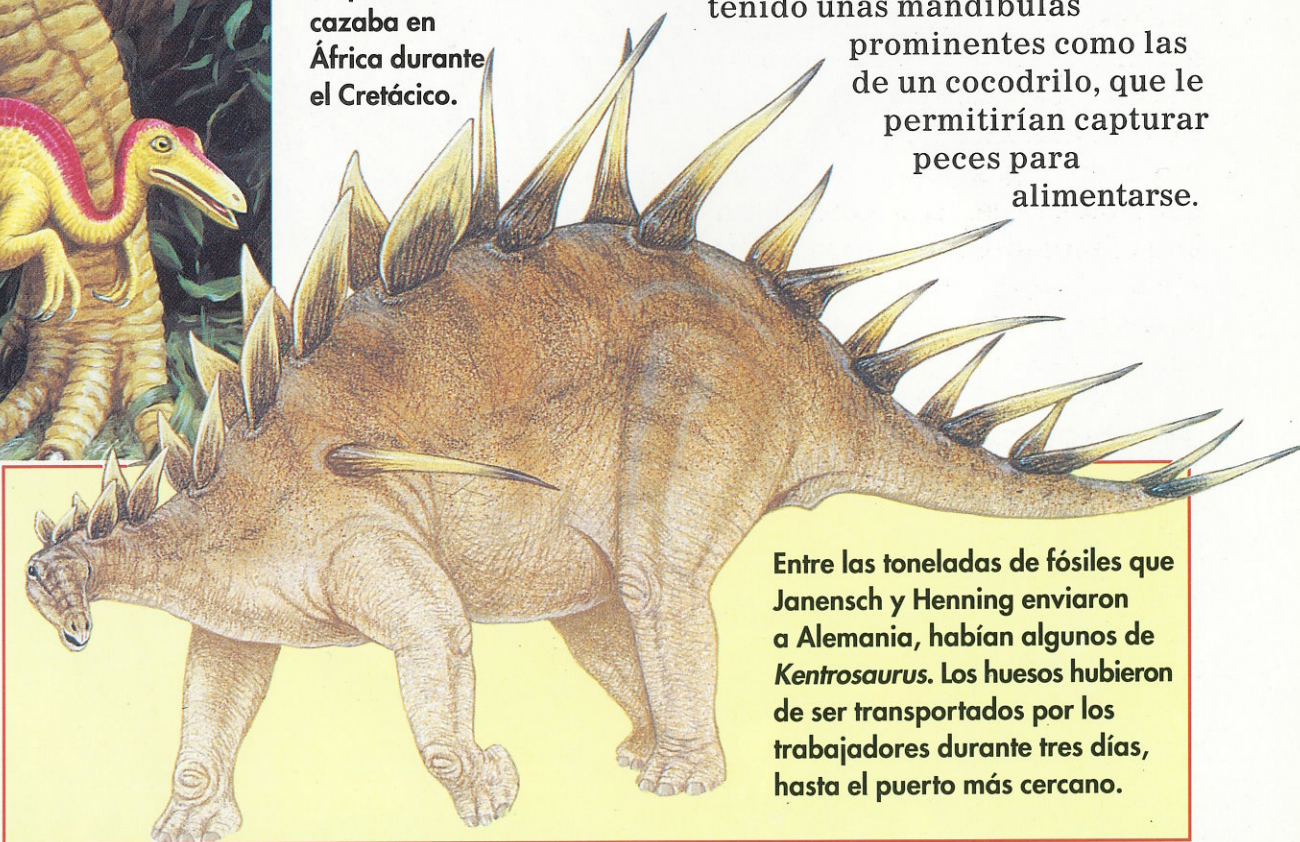 cazaba en
África durante
el Cretácico.
tenido unas mandíbulas
prominentes como las
de un cocodrilo, que le
permitirían capturar
peces para
alimentarse.
Entre las toneladas de fósiles que
Janensch y Henning enviaron
a Alemania, habían algunos de
Kentrosaurus. Los huesos hubieron
de ser transportados por los
trabajadores durante tres días,
hasta el puerto más cercano.